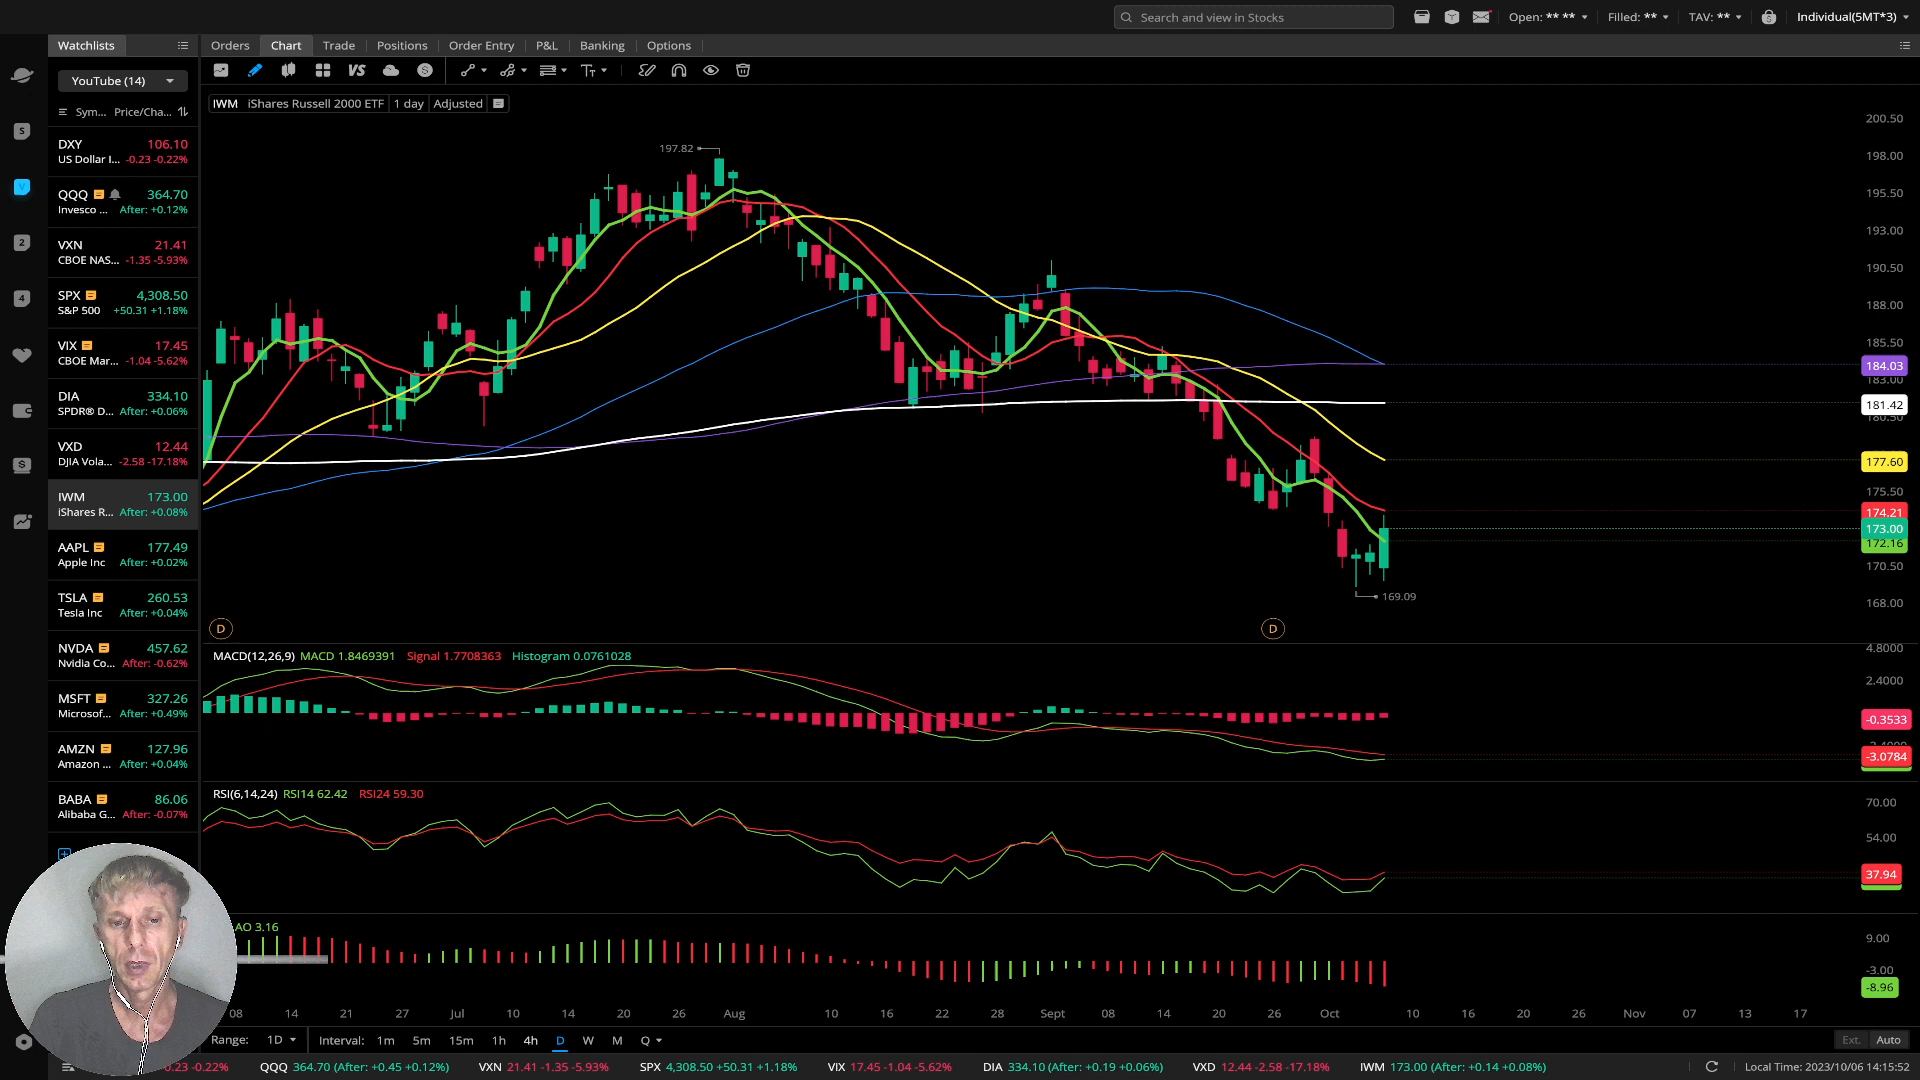 Search and view in Stocks
Open: ** **
Filled: **
TAV: **
Individual(5MT*3)
Watchlists
Orders
Chart
Trade
Positions
Order Entry
P&L
Banking
Options
YouTube (14)
VS
S
Tт
Sym...
Price/Cha...
DXY 106.10
US Dollar I... -0.23 -0.22%
QQQ 364.70
Invesco ... After: +0.12%
VXN 21.41
CBOE NAS... -1.35 -5.93%
SPX 4,308.50
S&P 500 +50.31 +1.18%
VIX 17.45
CBOE Mar... -1.04 -5.62%
DIA 334.10
SPDR® D... After: +0.06%
VXD 12.44
DJIA Vola... -2.58 -17.18%
IWM 173.00
iShares R... After: +0.08%
AAPL 177.49
Apple Inc After: +0.02%
TSLA 260.53
Tesla Inc After: +0.04%
NVDA 457.62
Nvidia Co... After: -0.62%
MSFT 327.26
Microsof... After: +0.49%
AMZN 127.96
Amazon ... After: +0.04%
BABA 86.06
Alibaba G... After: -0.07%
S
V
2
4
IWM iShares Russell 2000 ETF 1 day Adjusted
197.82
169.09
D
D
200.50
198.00
195.50
193.00
190.50
188.00
185.50
184.03
183.00
181.42
180.50
177.60
175.50
174.21
173.00
172.16
170.50
168.00
MACD(12,26,9) MACD 1.8469391 Signal 1.7708363 Histogram 0.0761028
4.8000
2.4000
-0.3533
-3.0784
RSI(6,14,24) RSI14 62.42 RSI24 59.30
70.00
54.00
37.94
AO 3.16
9.00
-3.00
-8.96
08 14 21 27 Jul 10 14 20 26 Aug 10 16 22 28 Sept 08 14 20 26 Oct 10 16 20 26 Nov 07 13 17
Range: 1D
Interval: 1m 5m 15m 1h 4h D W M Q
Ext. Auto
0.23 -0.22%
QQQ 364.70 (After: +0.45 +0.12%)
VXN 21.41 -1.35 -5.93%
SPX 4,308.50 +50.31 +1.18%
VIX 17.45 -1.04 -5.62%
DIA 334.10 (After: +0.19 +0.06%)
VXD 12.44 -2.58 -17.18%
IWM 173.00 (After: +0.14 +0.08%)
Local Time: 2023/10/06 14:15:52